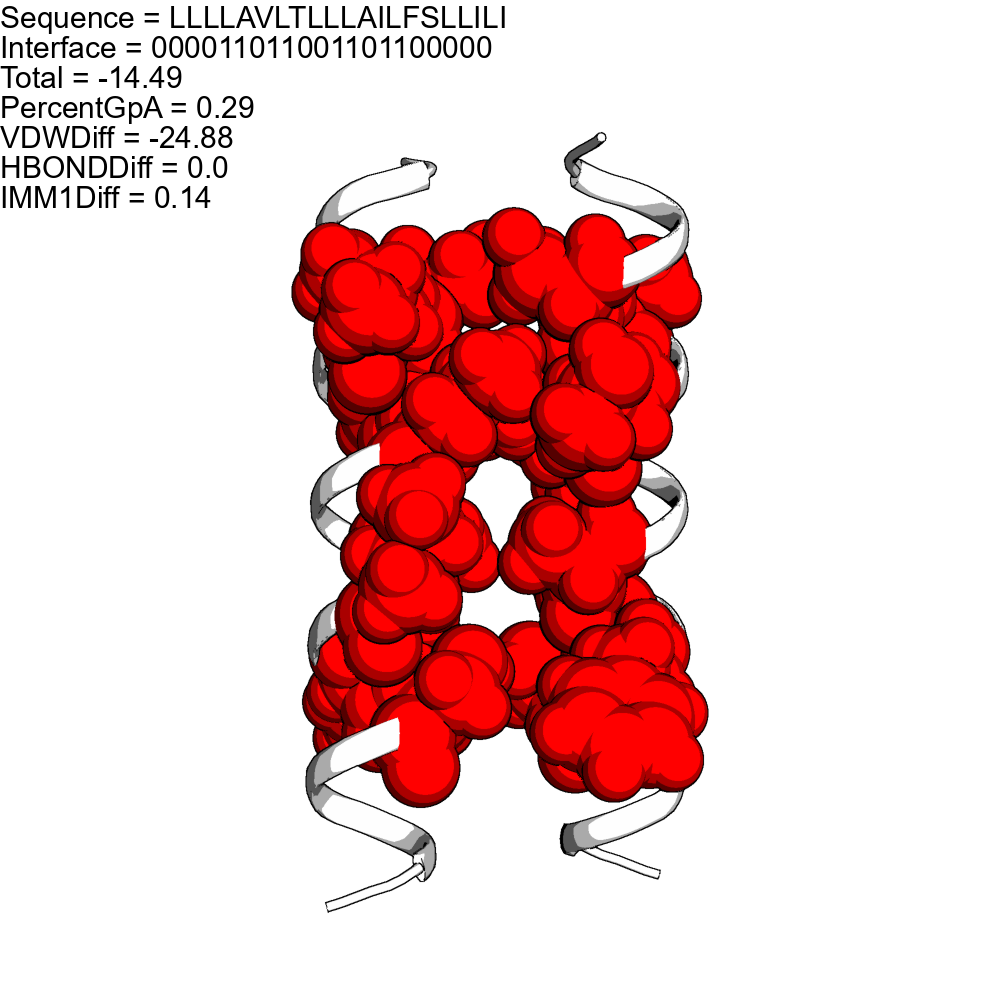 Sequence = LLLLAVLTLLLAILFSLLILI
Interface = 000011011001101100000
Total = -14.49
PercentGpA = 0.29
VDWDiff = -24.88
HBONDDiff = 0.0
IMM1Diff = 0.14